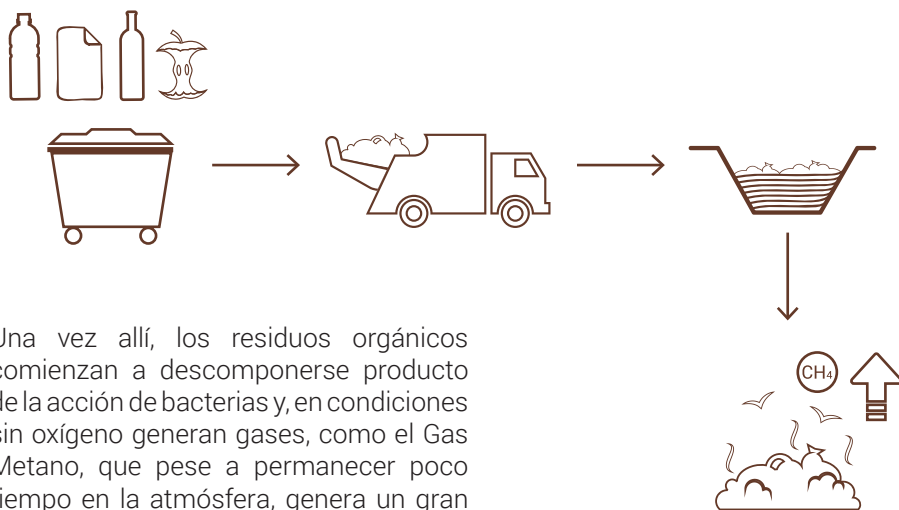 Una vez allí, los residuos orgánicos
comienzan a descomponerse producto
de la acción de bacterias y, en condiciones
sin oxígeno generan gases, como el Gas
Metano, que pese a permanecer poco
tiempo en la atmósfera, genera un gran
CH₄